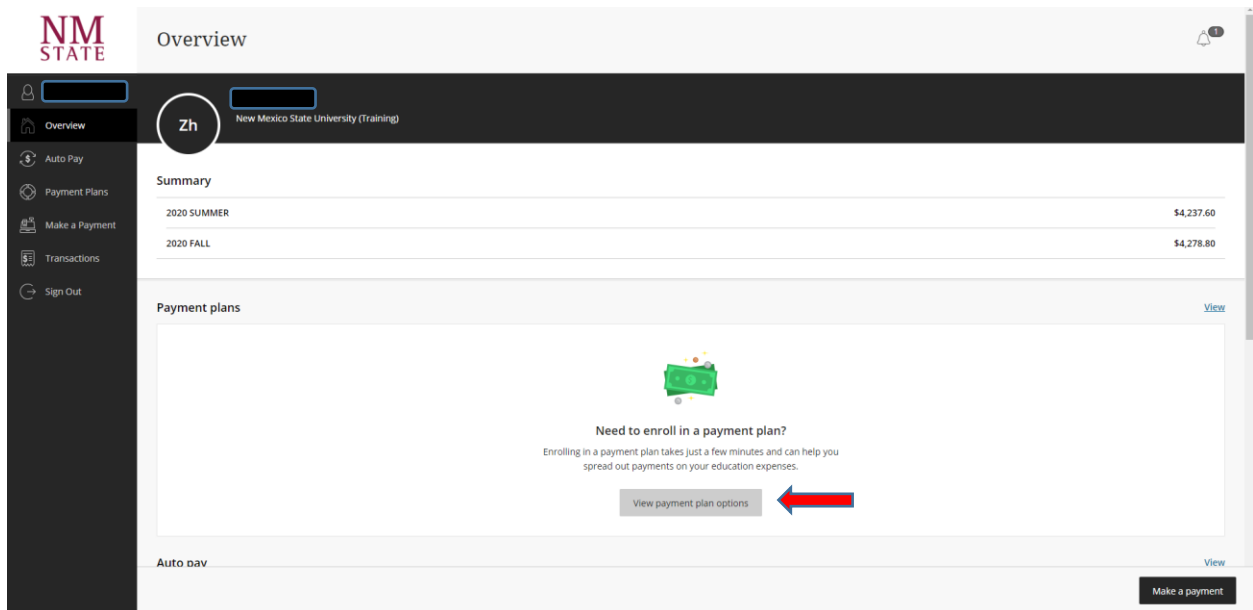 NM
STATE
Overview
1
Overview
Auto Pay
Payment Plans
Make a Payment
Transactions
Sign Out
Zh
New Mexico State University (Training)
Summary
2020 SUMMER $4,237.60
2020 FALL $4,278.80
Payment plans View
Need to enroll in a payment plan?
Enrolling in a payment plan takes just a few minutes and can help you
spread out payments on your education expenses.
View payment plan options
Auto pay View
Make a payment